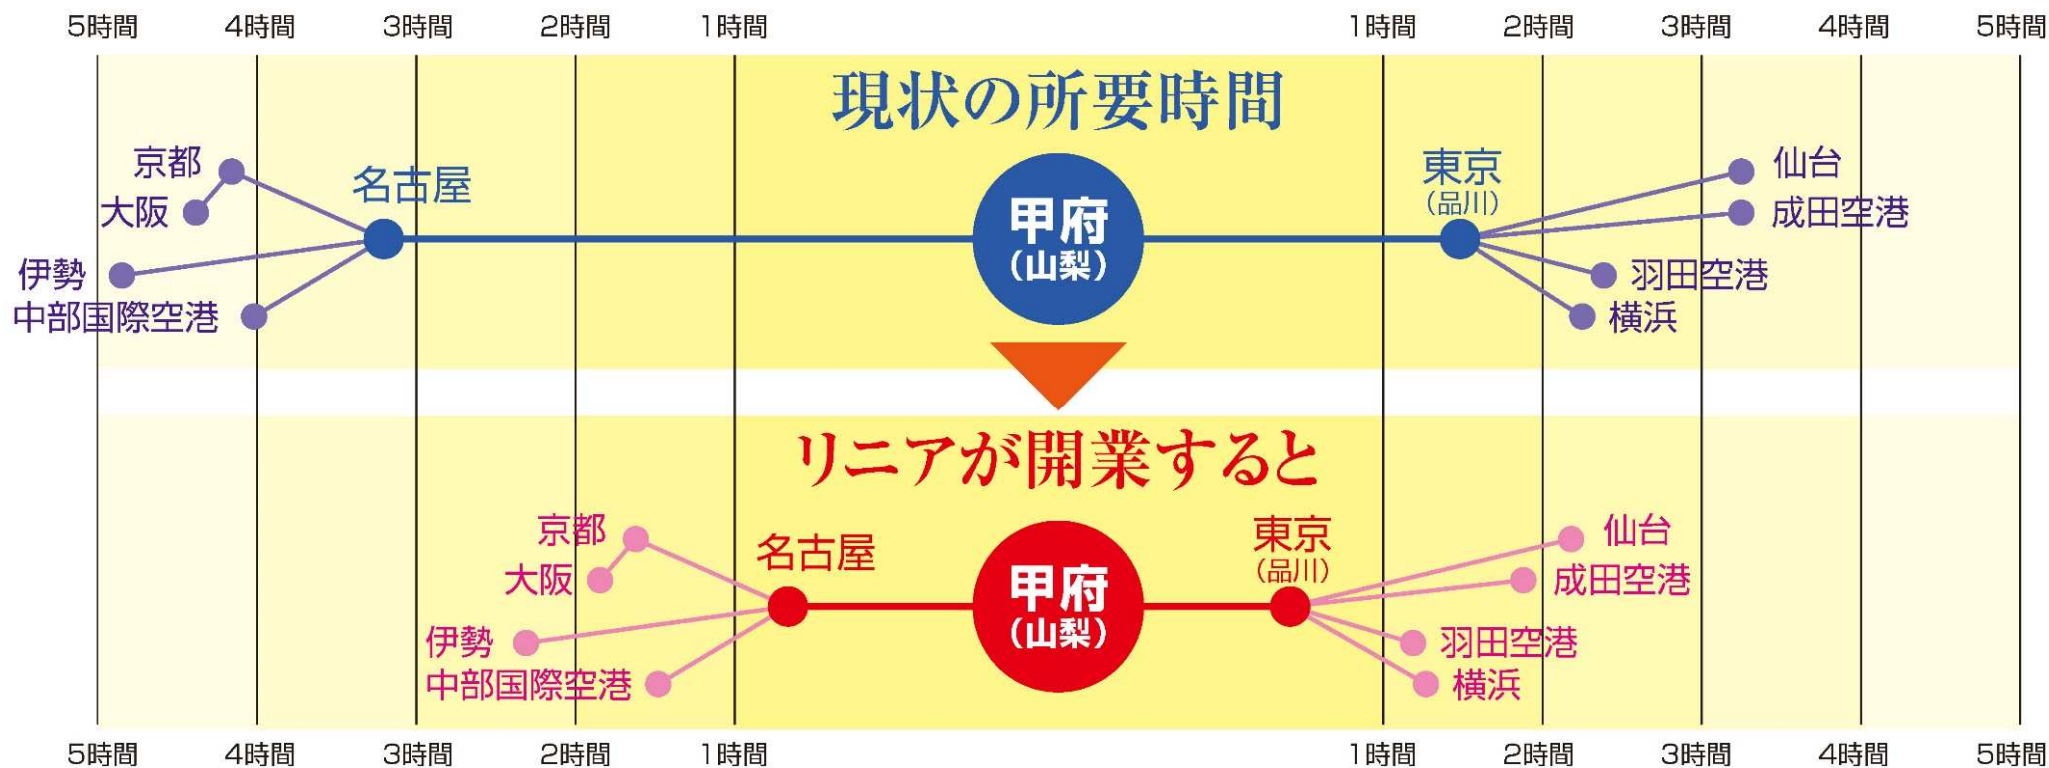 5時間 4時間 3時間 2時間 1時間 1時間 2時間 3時間 4時間 5時間
現状の所要時間
京都
大阪
名古屋
伊勢
中部国際空港
甲府
(山梨)
東京
(品川)
仙台
成田空港
羽田空港
横浜
リニアが開業すると
京都
大阪
名古屋
伊勢
中部国際空港
甲府
(山梨)
東京
(品川)
仙台
成田空港
羽田空港
横浜
5時間 4時間 3時間 2時間 1時間 1時間 2時間 3時間 4時間 5時間